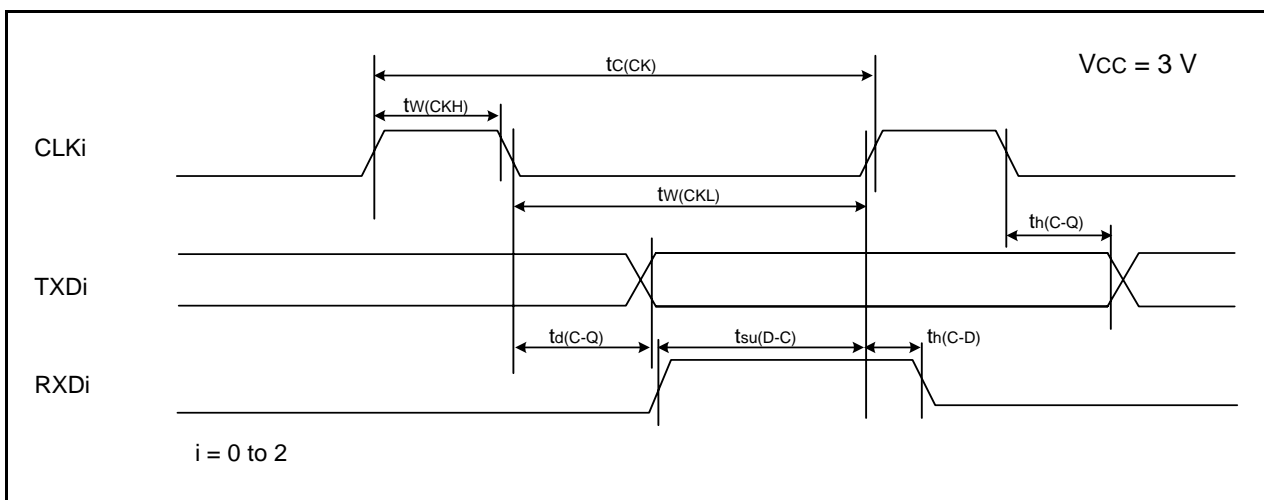 tC(CK)
VCC = 3 V
tW(CKH)
CLKi
tW(CKL)
th(C-Q)
TXDi
td(C-Q)
tsu(D-C)
th(C-D)
RXDi
i = 0 to 2